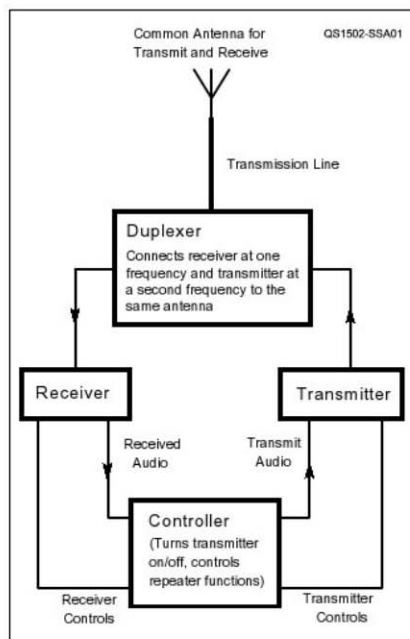 Common Antenna for
Transmit and Receive
QS1502-SSA01
Transmission Line
Duplexer
Connects receiver at one
frequency and transmitter at
a second frequency to the
same antenna
Receiver
Transmitter
Received
Audio
Transmit
Audio
Controller
(Turns transmitter
on/off, controls
repeater functions)
Receiver
Controls
Transmitter
Controls